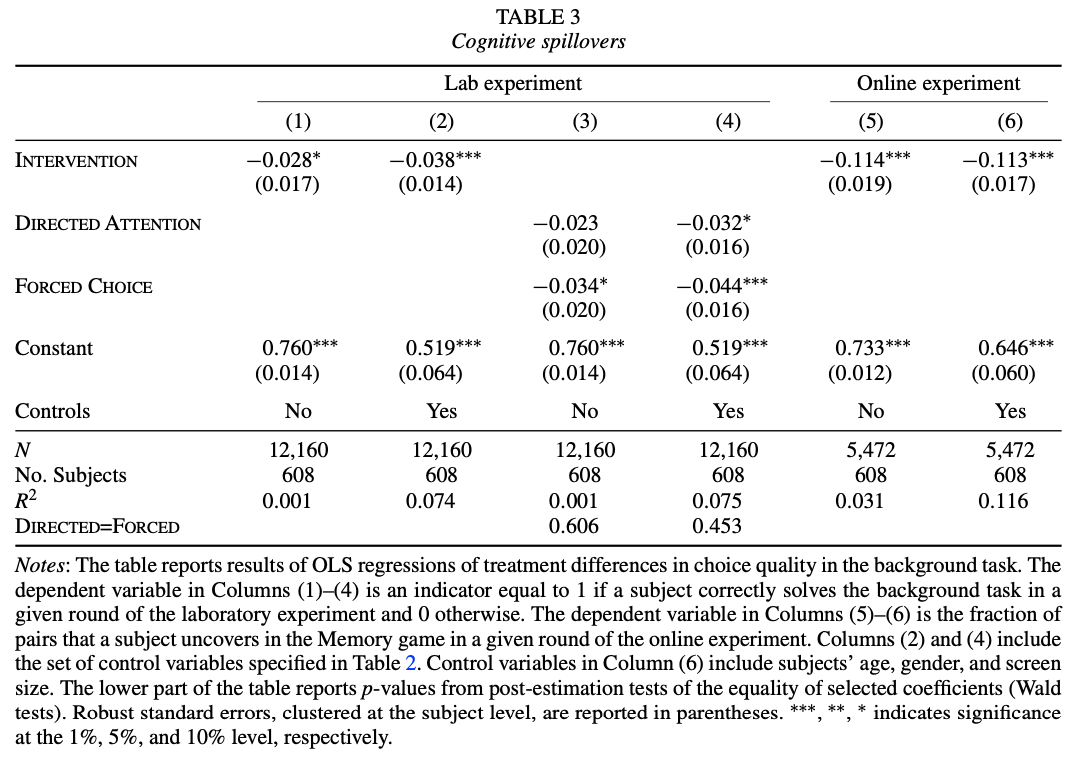 TABLE 3
Cognitive spillovers
Lab experiment Online experiment
(1) (2) (3) (4) (5) (6)
INTERVENTION −0.028* −0.038*** −0.114*** −0.113***
(0.017) (0.014) (0.019) (0.017)
DIRECTED ATTENTION −0.023 −0.032*
(0.020) (0.016)
FORCED CHOICE −0.034* −0.044***
(0.020) (0.016)
Constant 0.760*** 0.519*** 0.760*** 0.519*** 0.733*** 0.646***
(0.014) (0.064) (0.014) (0.064) (0.012) (0.060)
Controls No Yes No Yes No Yes
N 12,160 12,160 12,160 12,160 5,472 5,472
No. Subjects 608 608 608 608 608 608
R² 0.001 0.074 0.001 0.075 0.031 0.116
DIRECTED=FORCED 0.606 0.453
Notes: The table reports results of OLS regressions of treatment differences in choice quality in the background task. The
dependent variable in Columns (1)–(4) is an indicator equal to 1 if a subject correctly solves the background task in a
given round of the laboratory experiment and 0 otherwise. The dependent variable in Columns (5)–(6) is the fraction of
pairs that a subject uncovers in the Memory game in a given round of the online experiment. Columns (2) and (4) include
the set of control variables specified in Table 2. Control variables in Column (6) include subjects’ age, gender, and screen
size. The lower part of the table reports p-values from post-estimation tests of the equality of selected coefficients (Wald
tests). Robust standard errors, clustered at the subject level, are reported in parentheses. ***, **, * indicates significance
at the 1%, 5%, and 10% level, respectively.